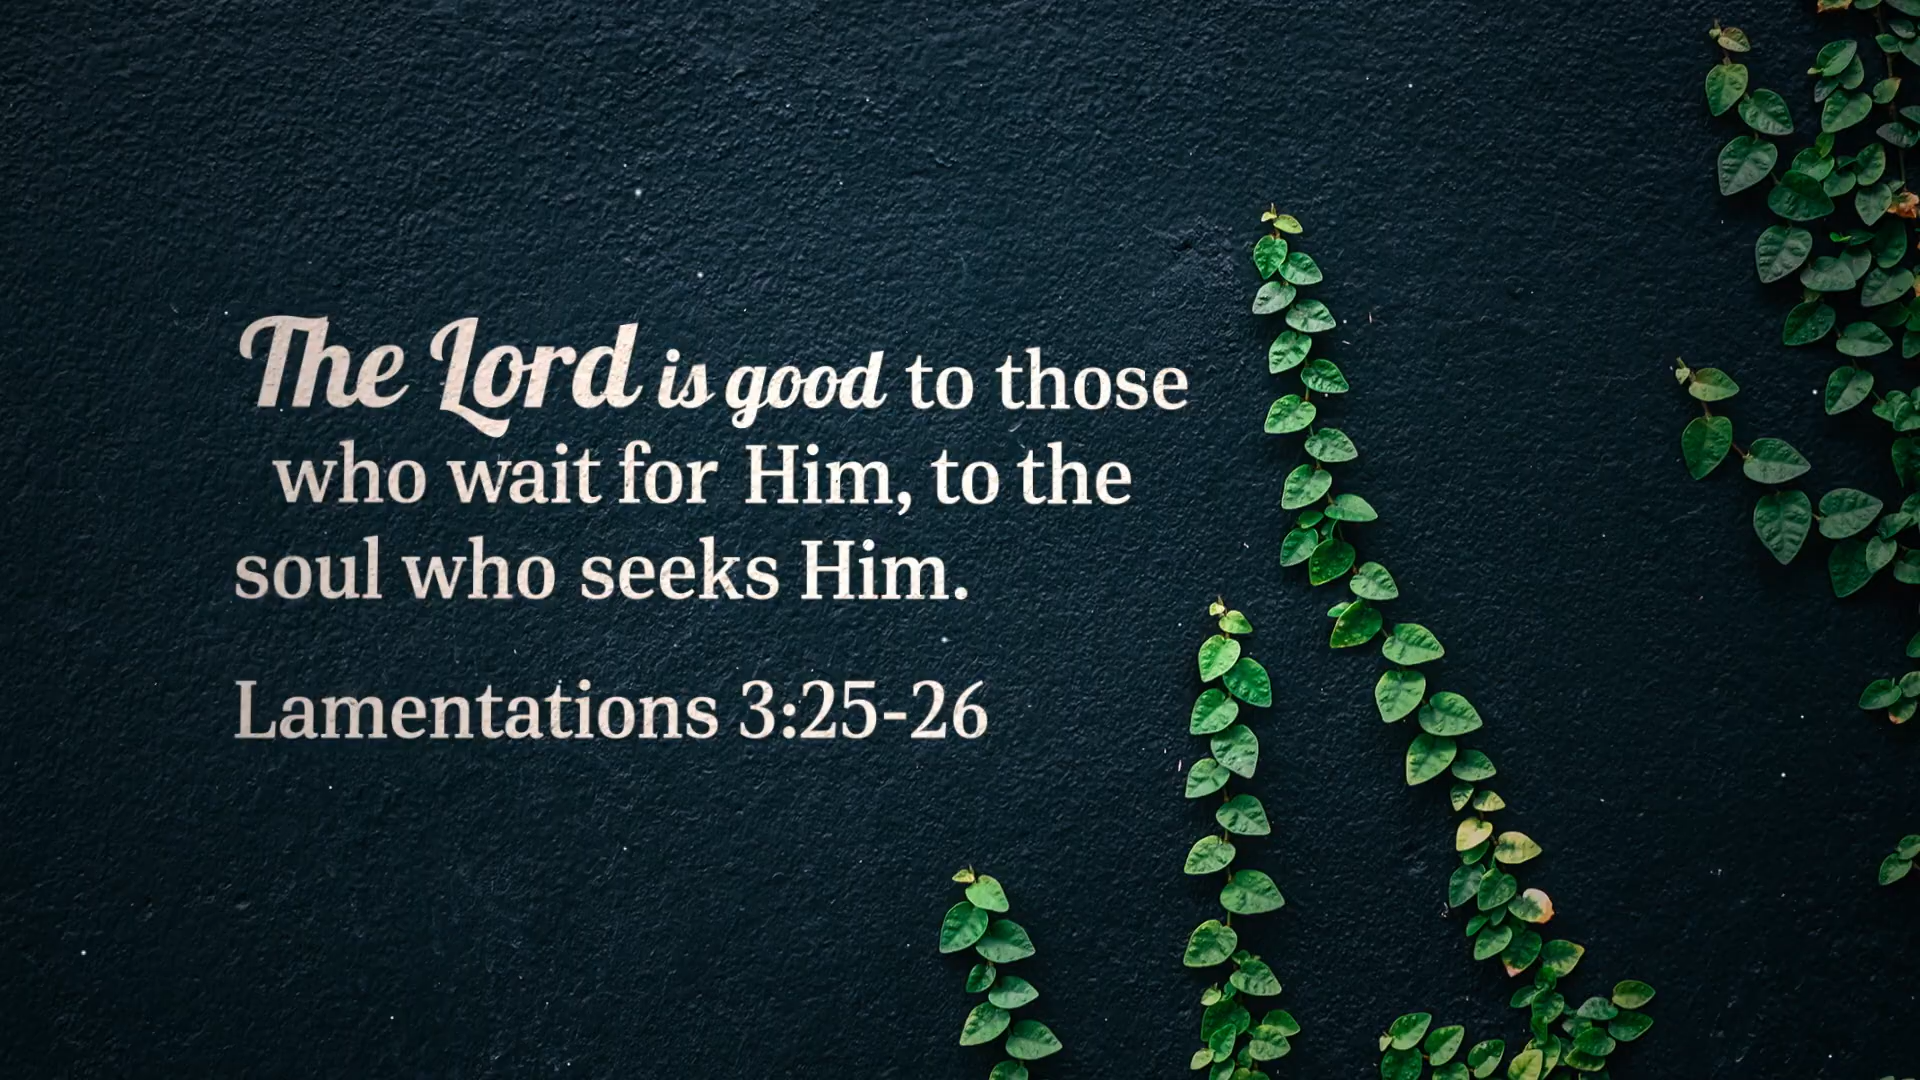 The Lord is good to those
who wait for Him, to the
soul who seeks Him.
Lamentations 3:25-26